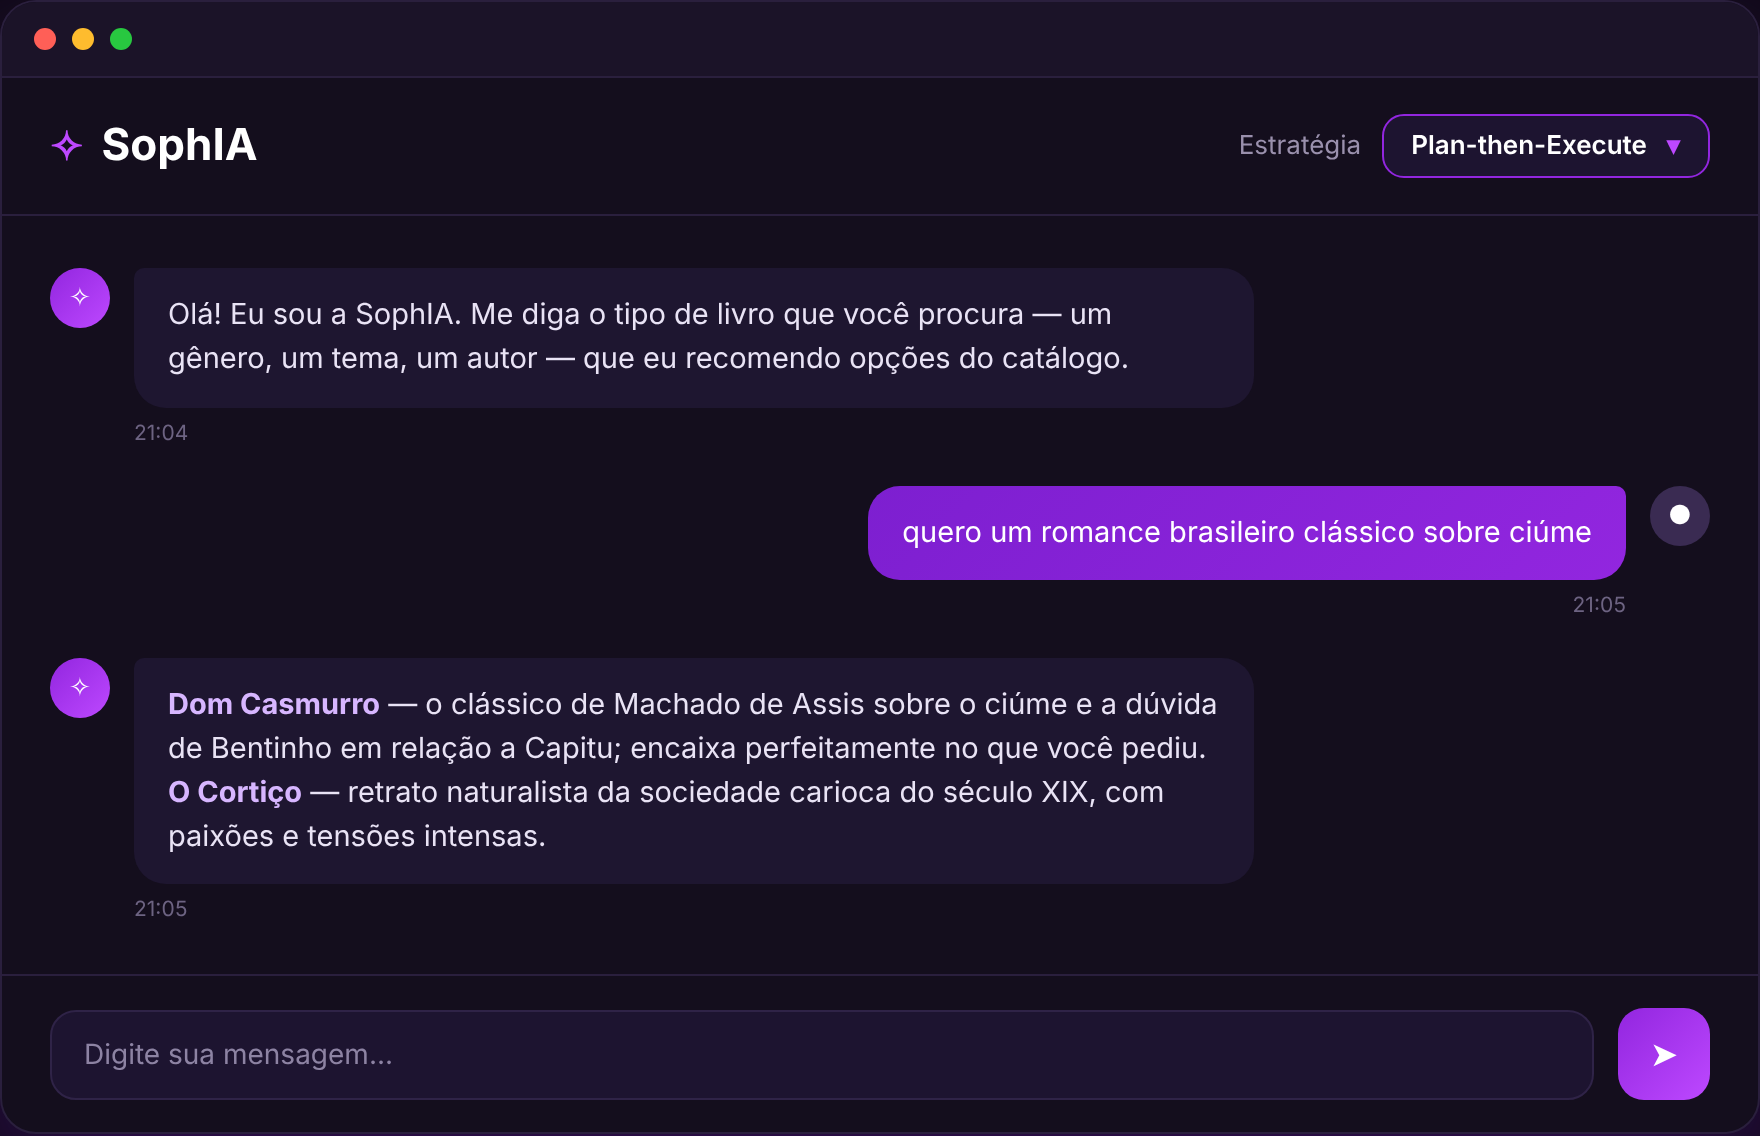 SophIA
Estratégia
Plan-then-Execute ▼
Olá! Eu sou a SophIA. Me diga o tipo de livro que você procura — um
gênero, um tema, um autor — que eu recomendo opções do catálogo.
21:04
quero um romance brasileiro clássico sobre ciúme
21:05
Dom Casmurro — o clássico de Machado de Assis sobre o ciúme e a dúvida
de Bentinho em relação a Capitu; encaixa perfeitamente no que você pediu.
O Cortiço — retrato naturalista da sociedade carioca do século XIX, com
paixões e tensões intensas.
21:05
Digite sua mensagem...